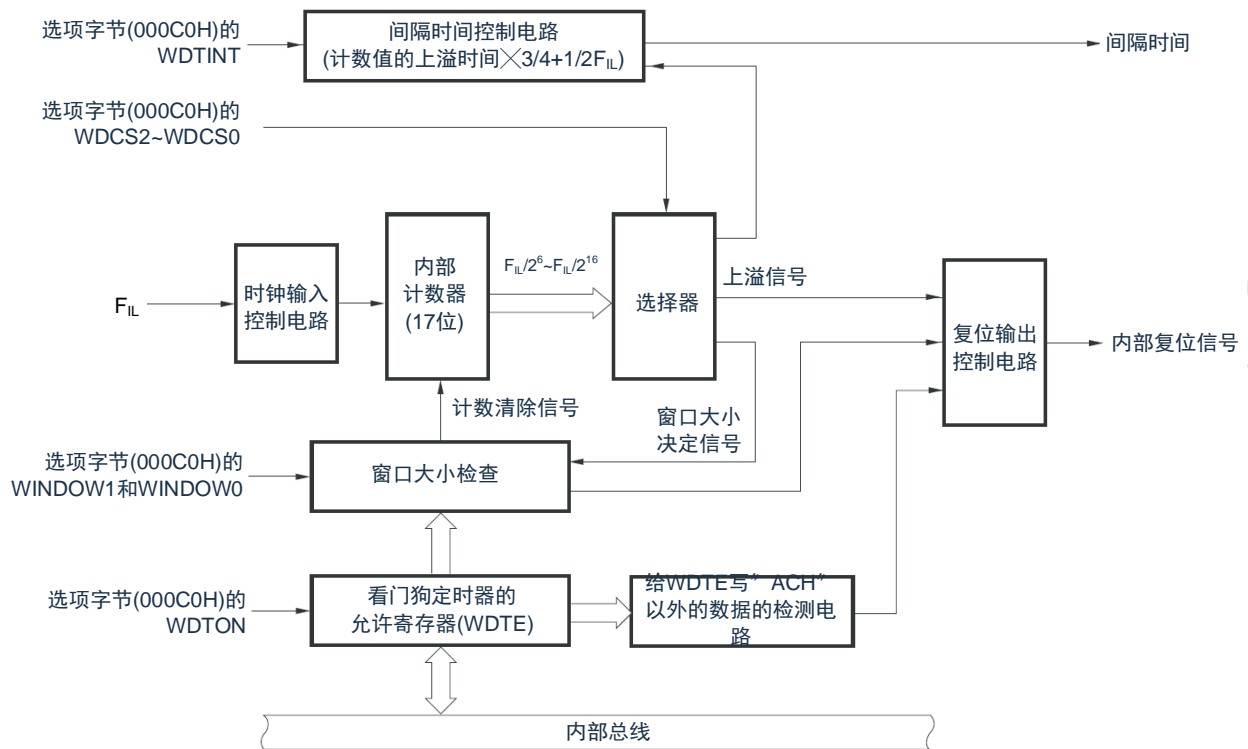 选项字节(000C0H)的
WDTINT
间隔时间控制电路
(计数值的上溢时间╳3/4+1/2F_IL)
间隔时间
选项字节(000C0H)的
WDCS2~WDCS0
F_IL
时钟输入
控制电路
内部
计数器
(17位)
F_IL/2^6~F_IL/2^16
选择器
上溢信号
复位输出
控制电路
内部复位信号
计数清除信号
窗口大小
决定信号
选项字节(000C0H)的
WINDOW1和WINDOW0
窗口大小检查
选项字节(000C0H)的
WDTON
看门狗定时器的
允许寄存器(WDTE)
给WDTE写“ACH”
以外的数据的检测电
路
内部总线